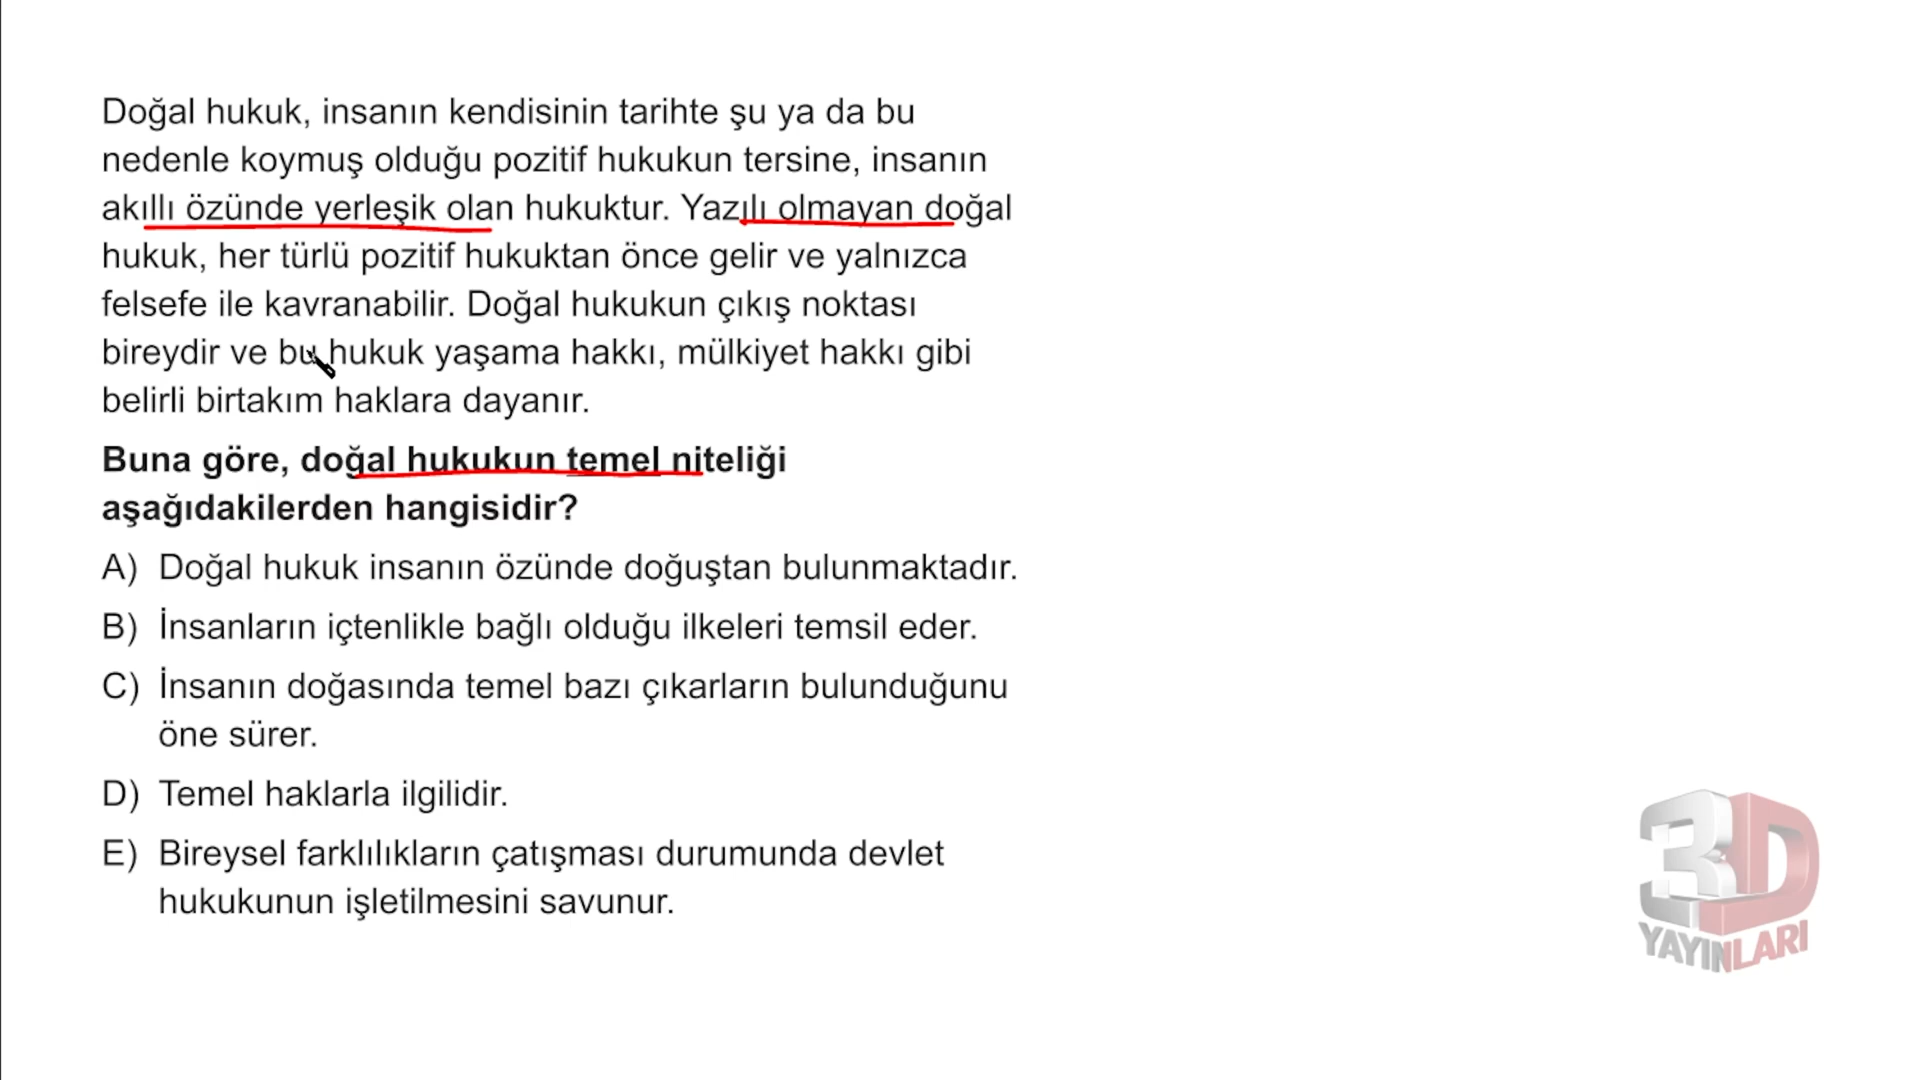 Doğal hukuk, insanın kendisinin tarihte şu ya da bu
nedenle koymuş olduğu pozitif hukukun tersine, insanın
akıllı özünde yerleşik olan hukuktur. Yazılı olmayan doğal
hukuk, her türlü pozitif hukuktan önce gelir ve yalnızca
felsefe ile kavranabilir. Doğal hukukun çıkış noktası
bireydir ve bu hukuk yaşama hakkı, mülkiyet hakkı gibi
belirli birtakım haklara dayanır.
Buna göre, doğal hukukun temel niteliği
aşağıdakilerden hangisidir?
A) Doğal hukuk insanın özünde doğuştan bulunmaktadır.
B) İnsanların içtenlikle bağlı olduğu ilkeleri temsil eder.
C) İnsanın doğasında temel bazı çıkarların bulunduğunu
öne sürer.
D) Temel haklarla ilgilidir.
E) Bireysel farklılıkların çatışması durumunda devlet
hukukunun işletilmesini savunur.
3D
YAYINLARI